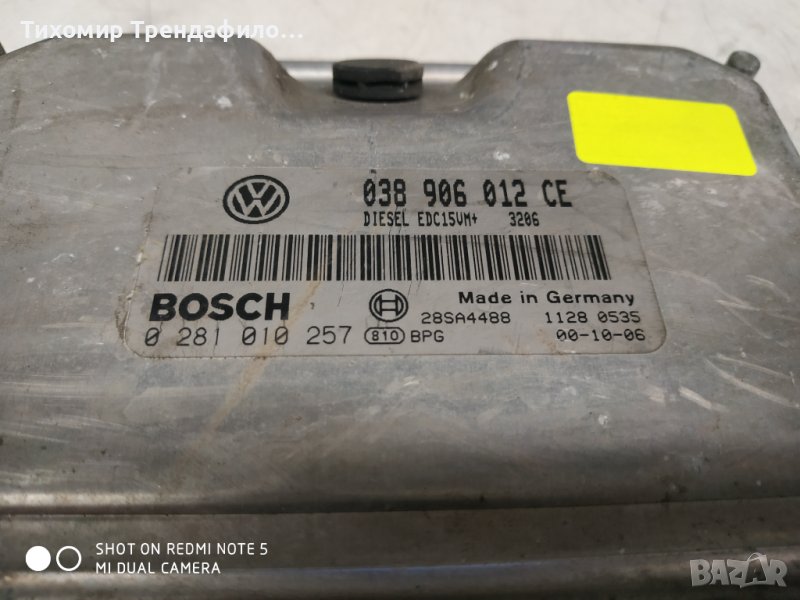 Тихомир Трендафило...
038 906 012 CE
DIESEL EDC15VM+ 3206
BOSCH
Made in Germany
0 281 010 257 810 BPG
28SA4488 1128 0535
00-10-06
SHOT ON REDMI NOTE 5
MI DUAL CAMERA
BAZAR